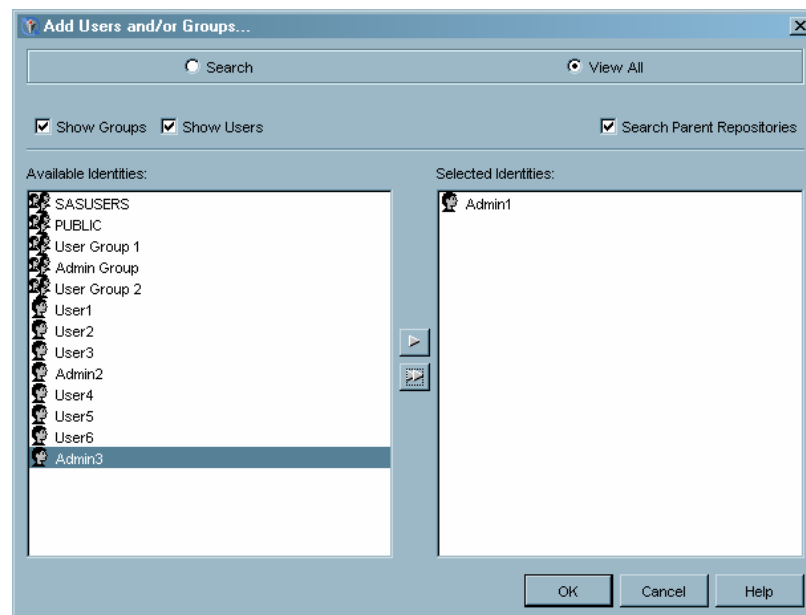 Add Users and/or Groups...
Search
View All
Show Groups
Show Users
Search Parent Repositories
Available Identities:
SASUSERS
PUBLIC
User Group 1
Admin Group
User Group 2
User1
User2
User3
Admin2
User4
User5
User6
Admin3
Selected Identities:
Admin1
OK
Cancel
Help